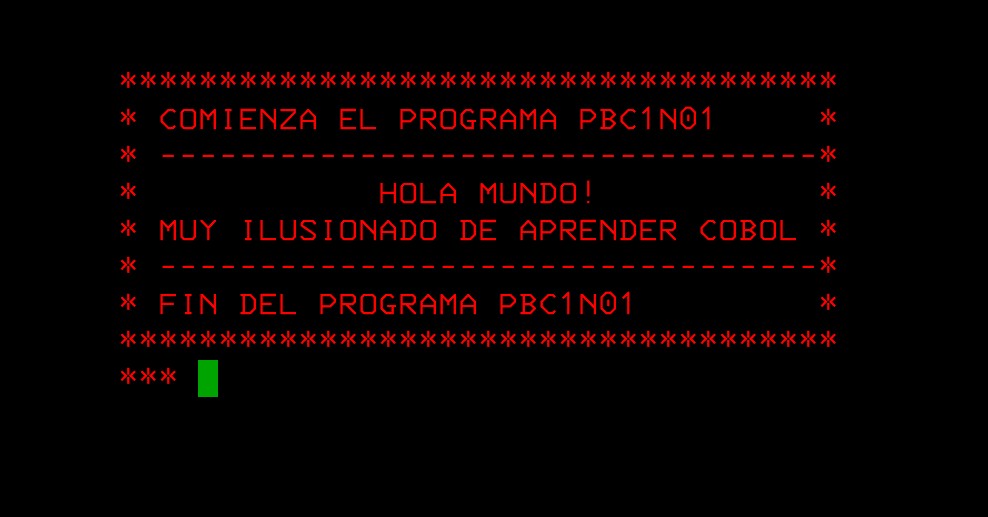 ************************************
* COMIENZA EL PROGRAMA PBC1N01     *
* ---------------------------------*
*            HOLA MUNDO!           *
* MUY ILUSIONADO DE APRENDER COBOL *
* ---------------------------------*
* FIN DEL PROGRAMA PBC1N01         *
************************************
***